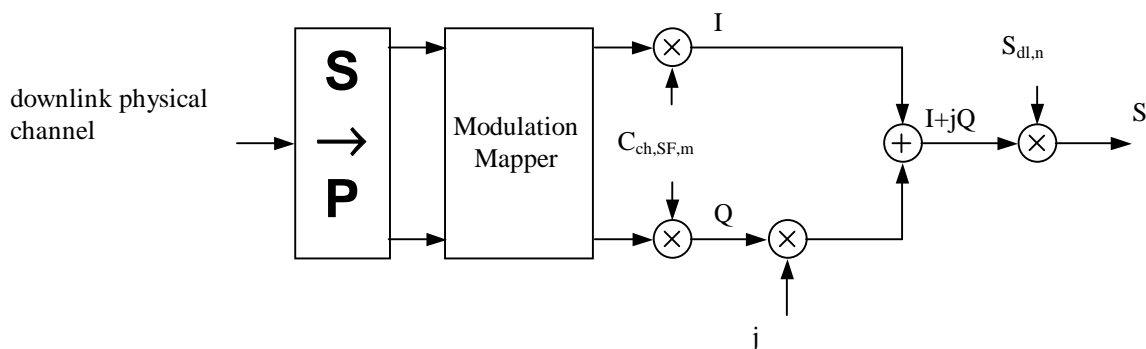 downlink physical
channel
S
→
P
Modulation
Mapper
I
C_ch,SF,m
Q
j
I+jQ
S_dl,n
S